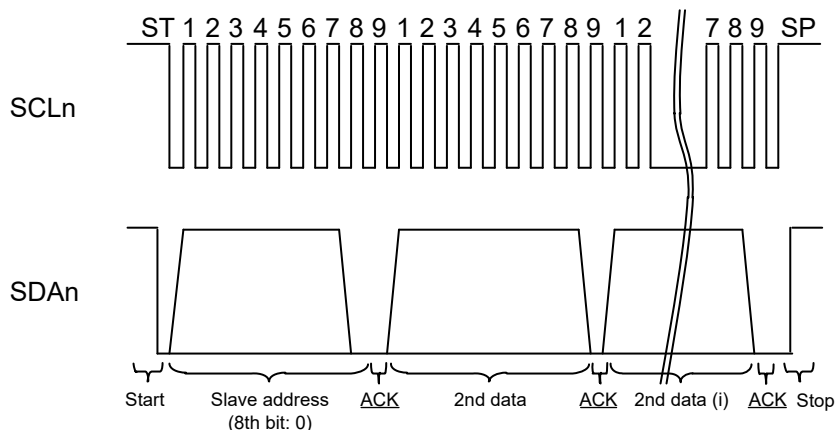 ST 1 2 3 4 5 6 7 8 9 1 2 3 4 5 6 7 8 9 1 2 7 8 9 SP
SCLn
SDAn
Start Slave address ACK 2nd data ACK 2nd data (i) ACK Stop
(8th bit: 0)